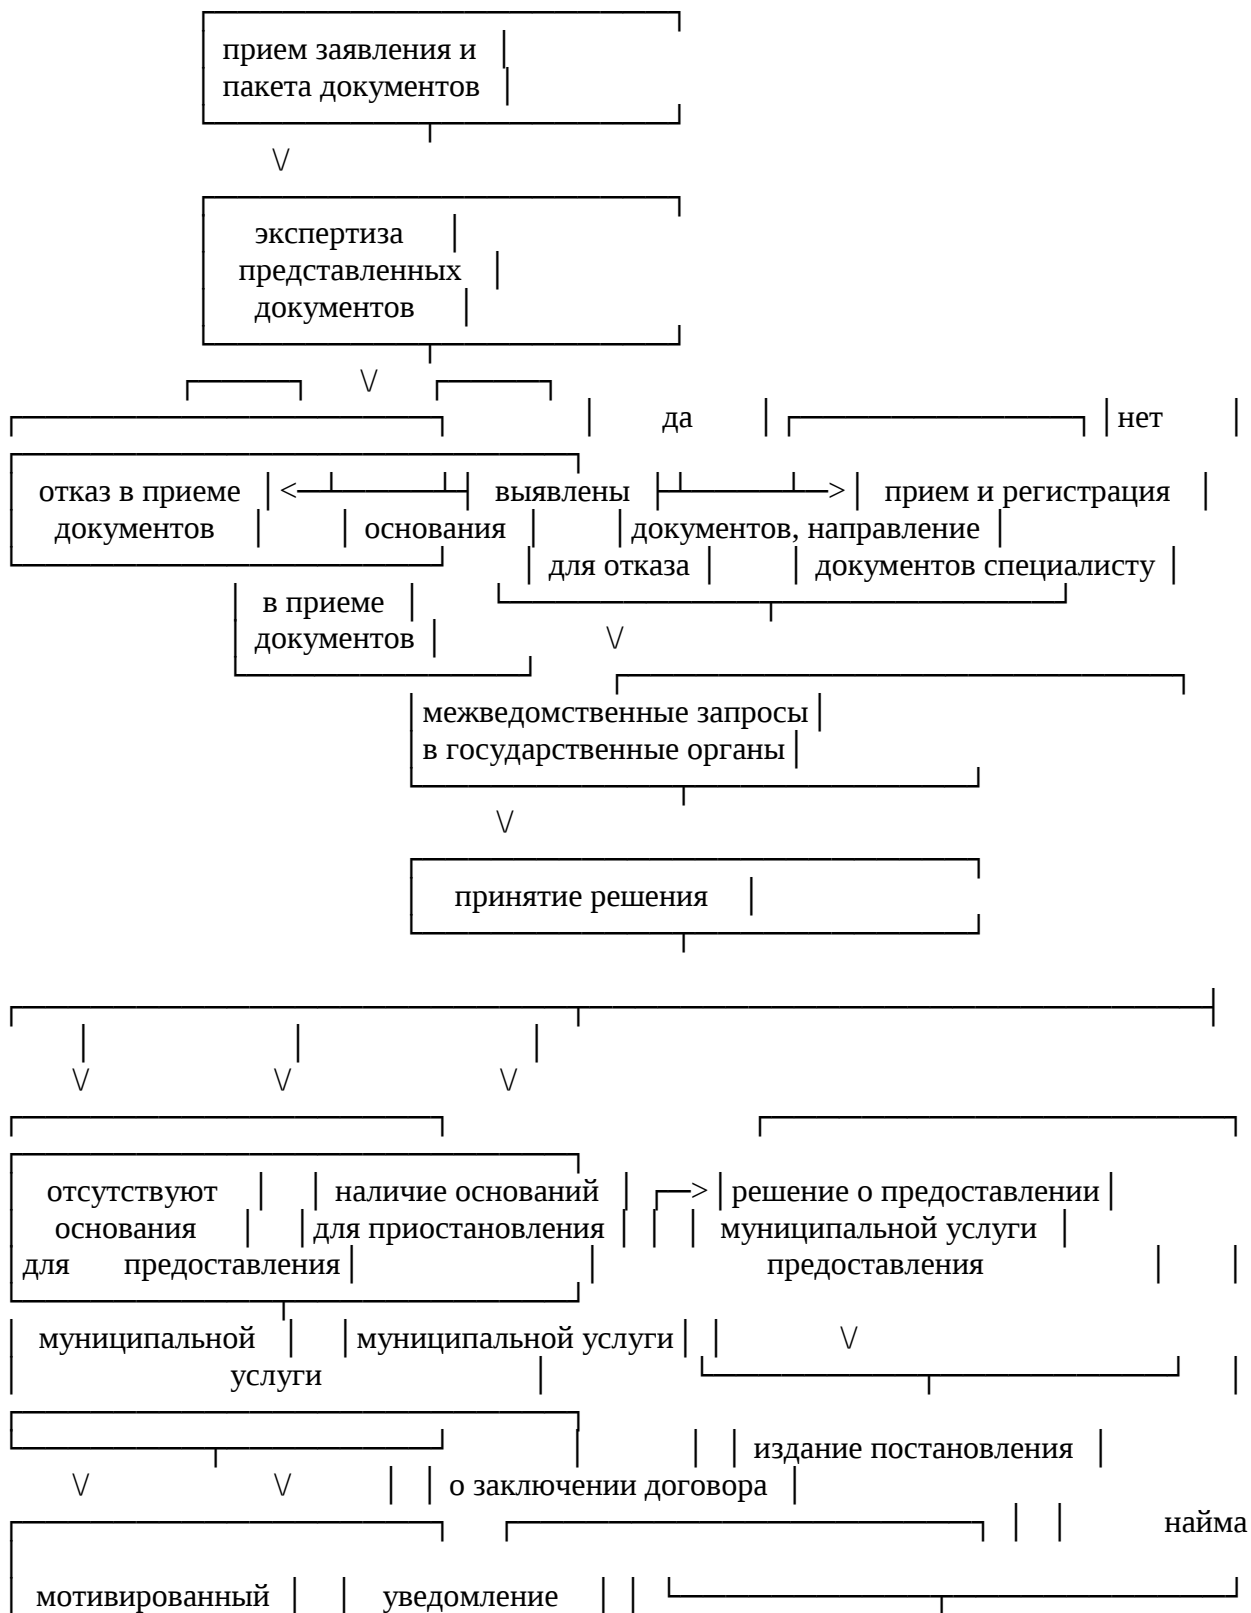 прием заявления и
пакета документов
\/
экспертиза
представленных
документов
\/
да нет
отказ в приеме < выявлены > прием и регистрация
документов основания документов, направление
для отказа документов специалисту
в приеме
документов \/
межведомственные запросы
в государственные органы
\/
принятие решения
\/ \/ \/
отсутствуют наличие оснований > решение о предоставлении
основания для приостановления муниципальной услуги
для предоставления предоставления
муниципальной муниципальной услуги \/
услуги
издание постановления
\/ \/ о заключении договора
найма
мотивированный уведомление